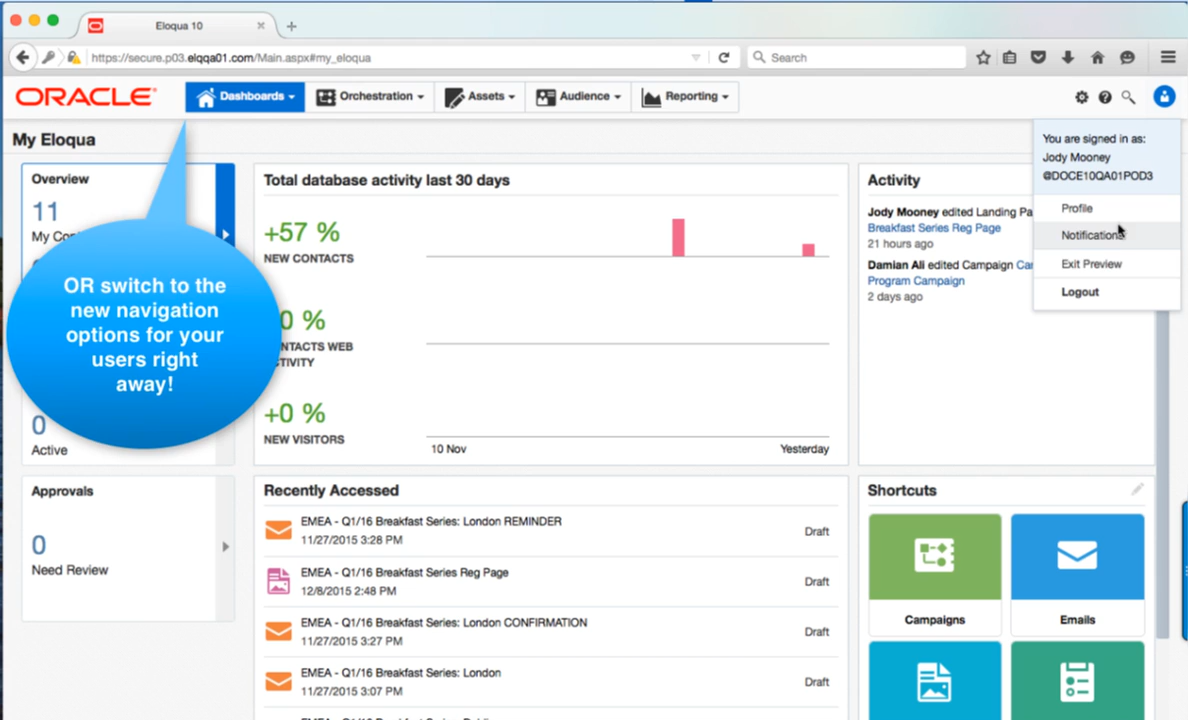 Eloqua 10
https://secure.p03.elqqa01.com/Main.aspx#my_eloqua
Search
ORACLE
Dashboards
Orchestration
Assets
Audience
Reporting
You are signed in as:
Jody Mooney
@DOCE10QA01POD3
Profile
Notifications
Exit Preview
Logout
My Eloqua
Overview
11
My
OR switch to the
new navigation
options for your
users right
away!
0
Active
Approvals
0
Need Review
Total database activity last 30 days
+57 %
NEW CONTACTS
0 %
WEB
+0 %
NEW VISITORS
10 Nov
Yesterday
Activity
Jody Mooney edited Landing
Breakfast Series Reg Page
21 hours ago
Damian Ali edited Campaign
Program Campaign
2 days ago
Recently Accessed
EMEA - Q1/16 Breakfast Series: London REMINDER
11/27/2015 3:28 PM
Draft
EMEA - Q1/16 Breakfast Series Reg Page
12/8/2015 2:48 PM
Draft
EMEA - Q1/16 Breakfast Series: London CONFIRMATION
11/27/2015 3:27 PM
Draft
EMEA - Q1/16 Breakfast Series: London
11/27/2015 3:07 PM
Draft
Shortcuts
Campaigns
Emails